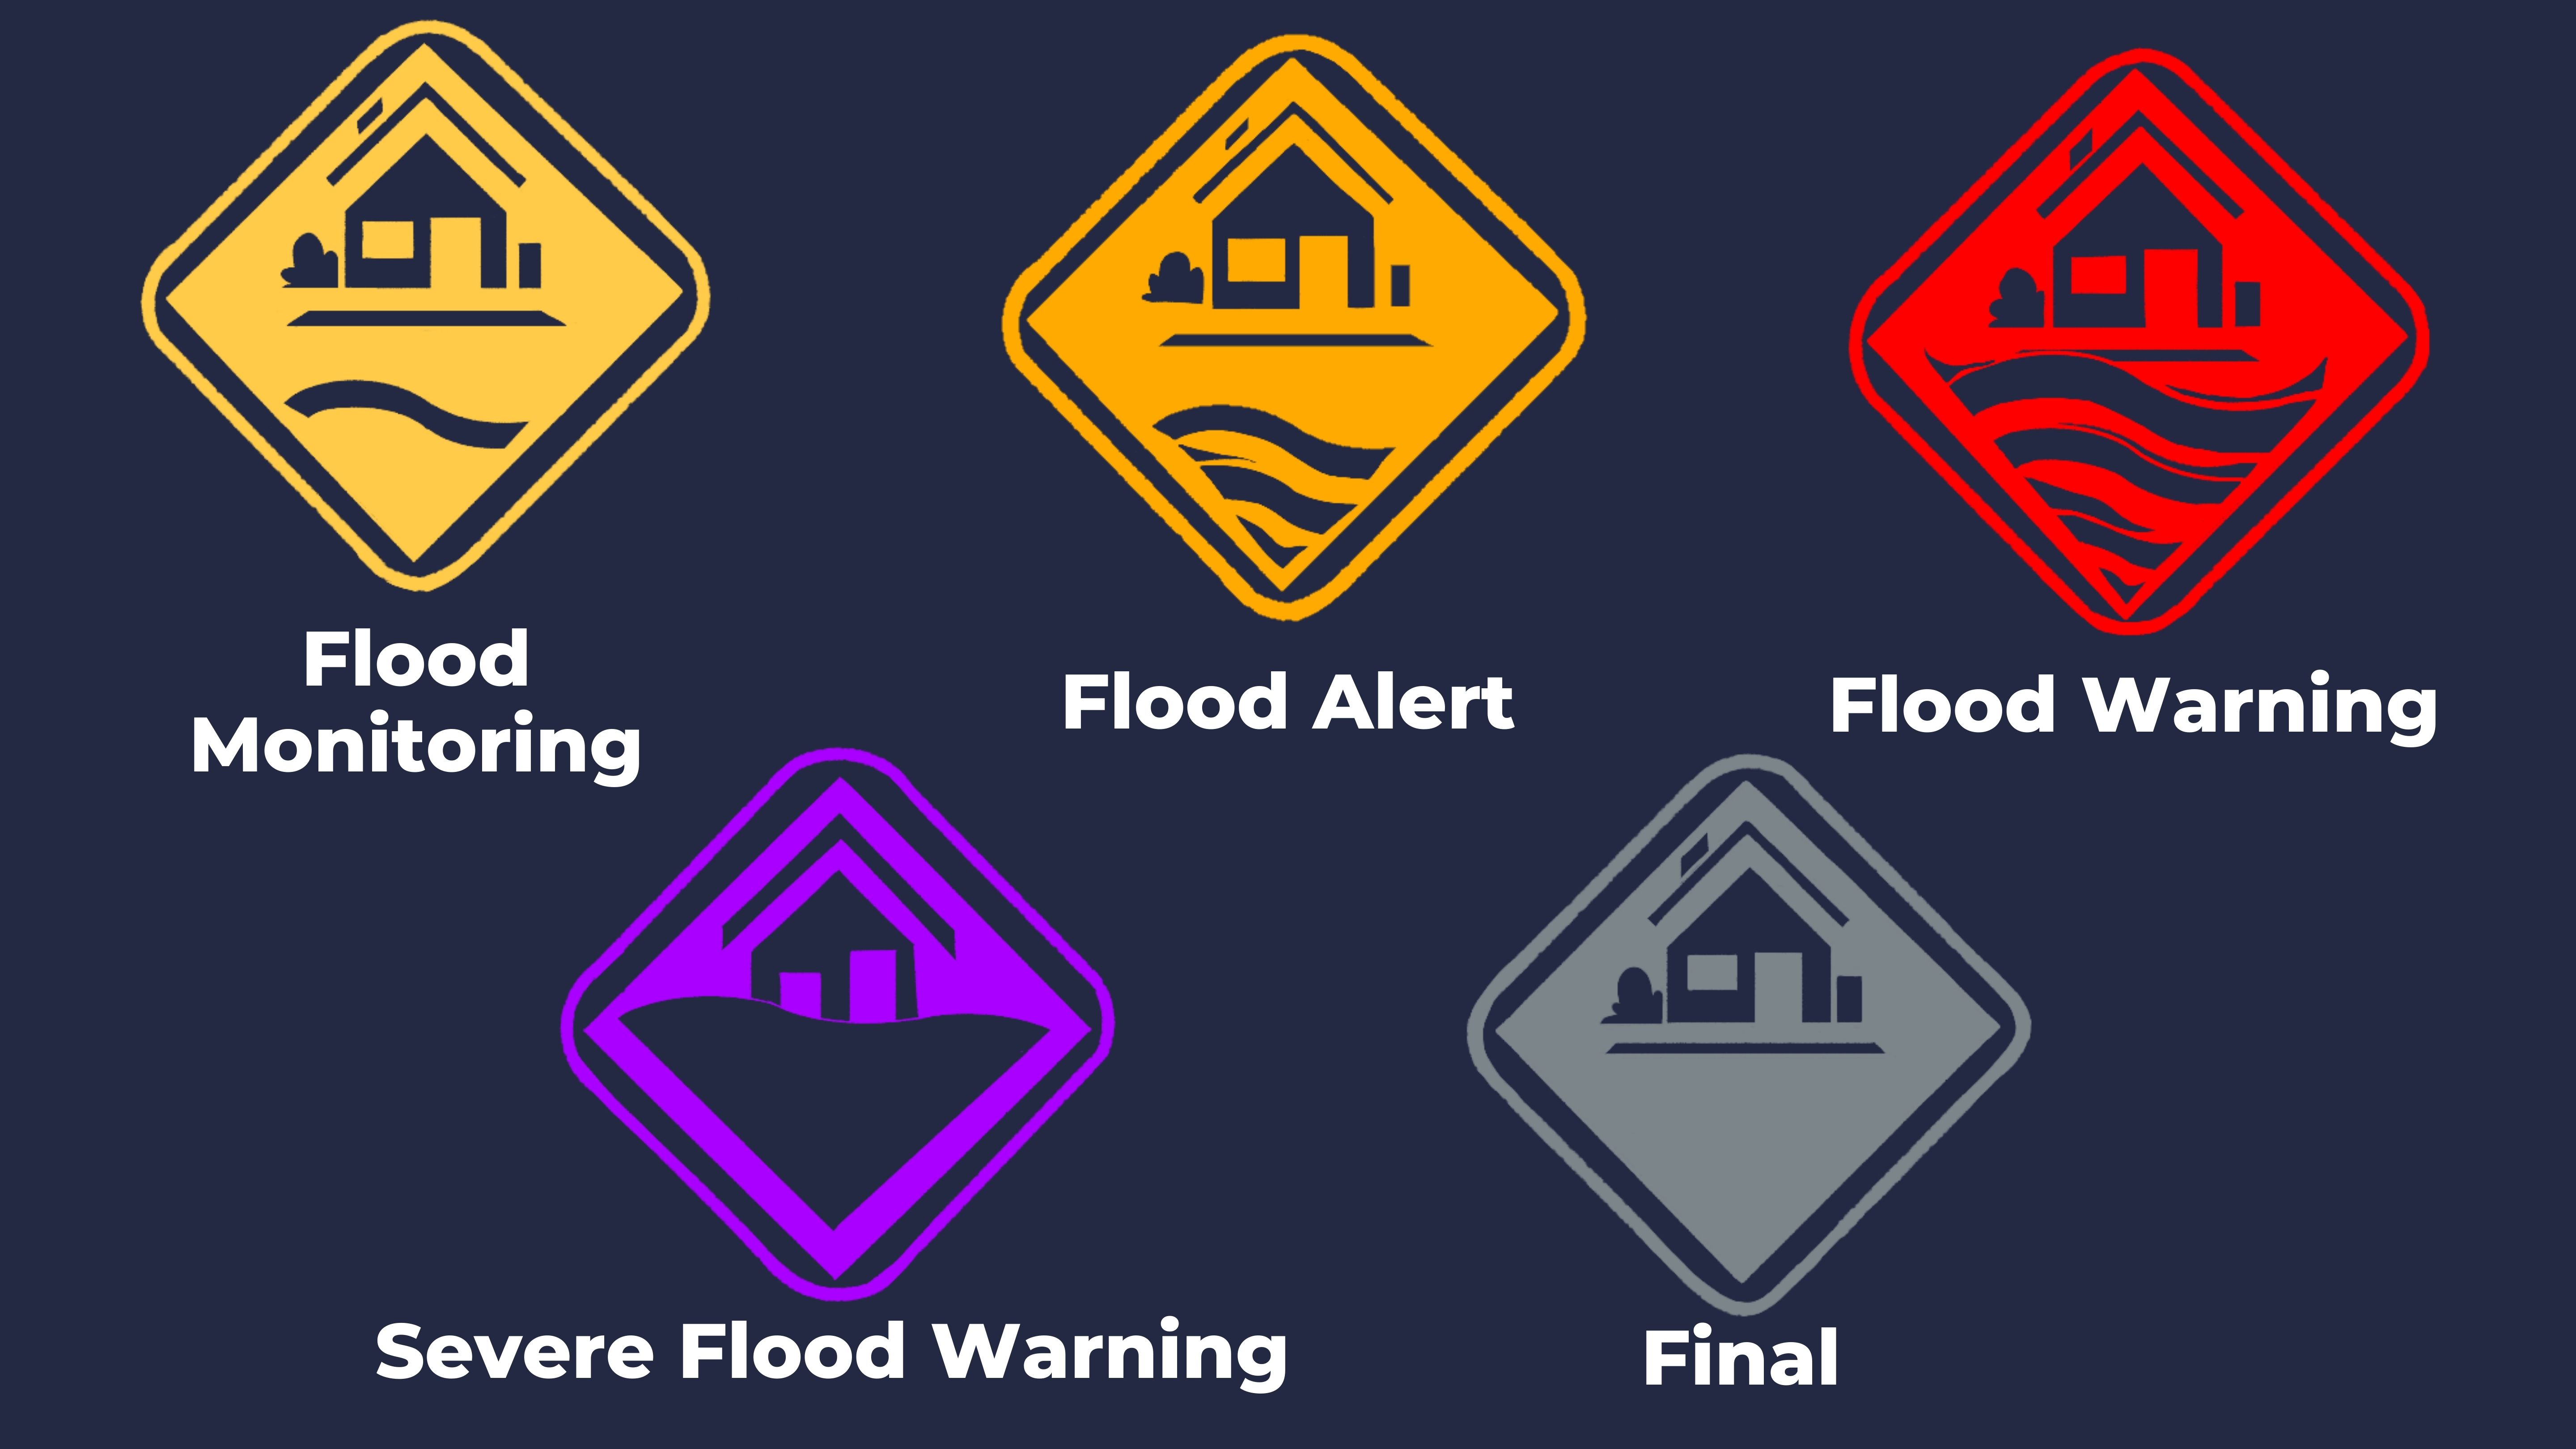 Flood
Monitoring
Flood Alert
Flood Warning
Severe Flood Warning
Final